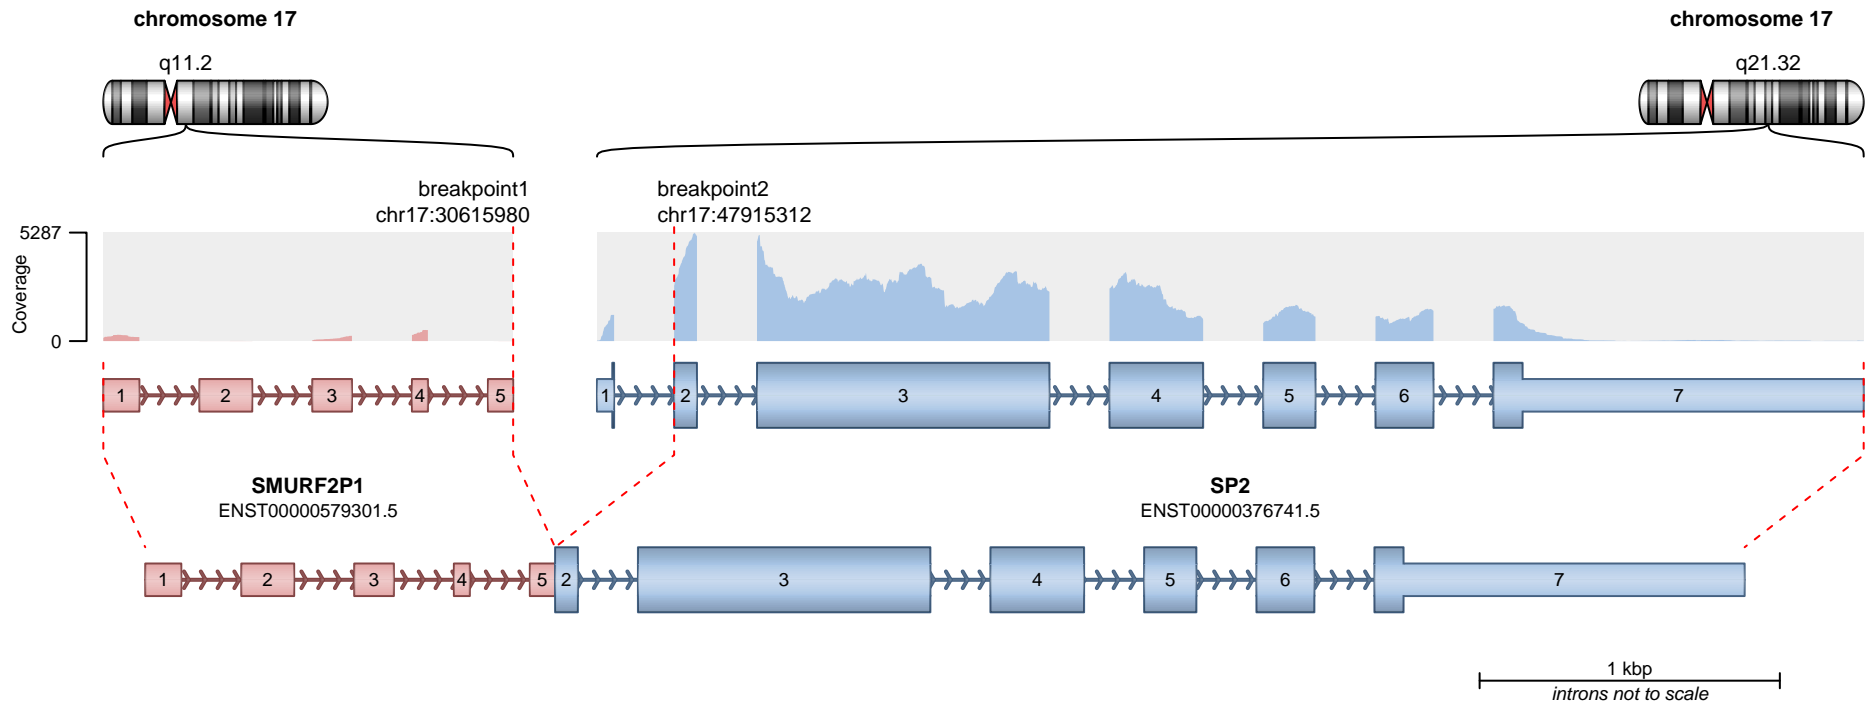 chromosome 17
chromosome 17
q11.2
q21.32
breakpoint1
chr17:30615980
breakpoint2
chr17:47915312
5287
Coverage
0
1 2 3 4 5
1 2 3 4 5 6 7
SMURF2P1
ENST00000579301.5
SP2
ENST00000376741.5
1 2 3 4 5 2 3 4 5 6 7
1 kbp
introns not to scale